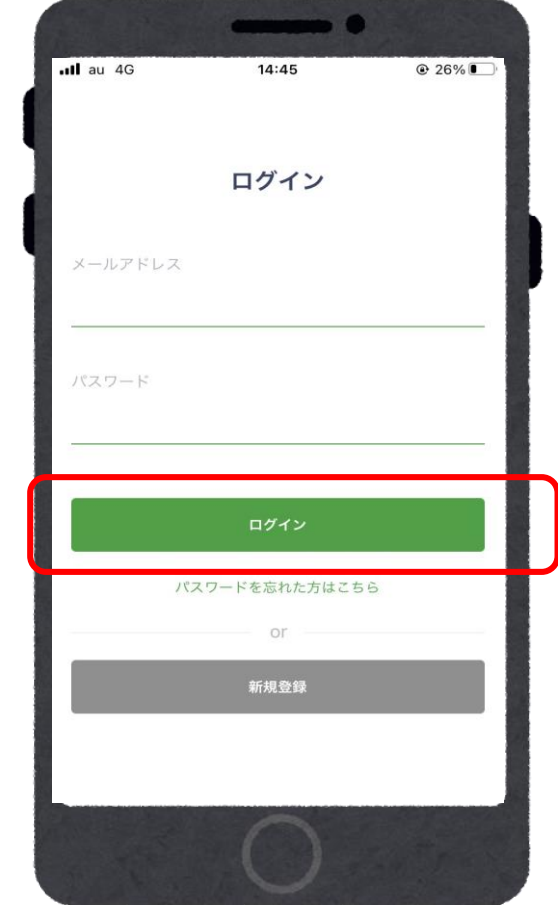 au 4G 14:45 26%
ログイン
メールアドレス
パスワード
ログイン
パスワードを忘れた方はこちら
or
新規登録